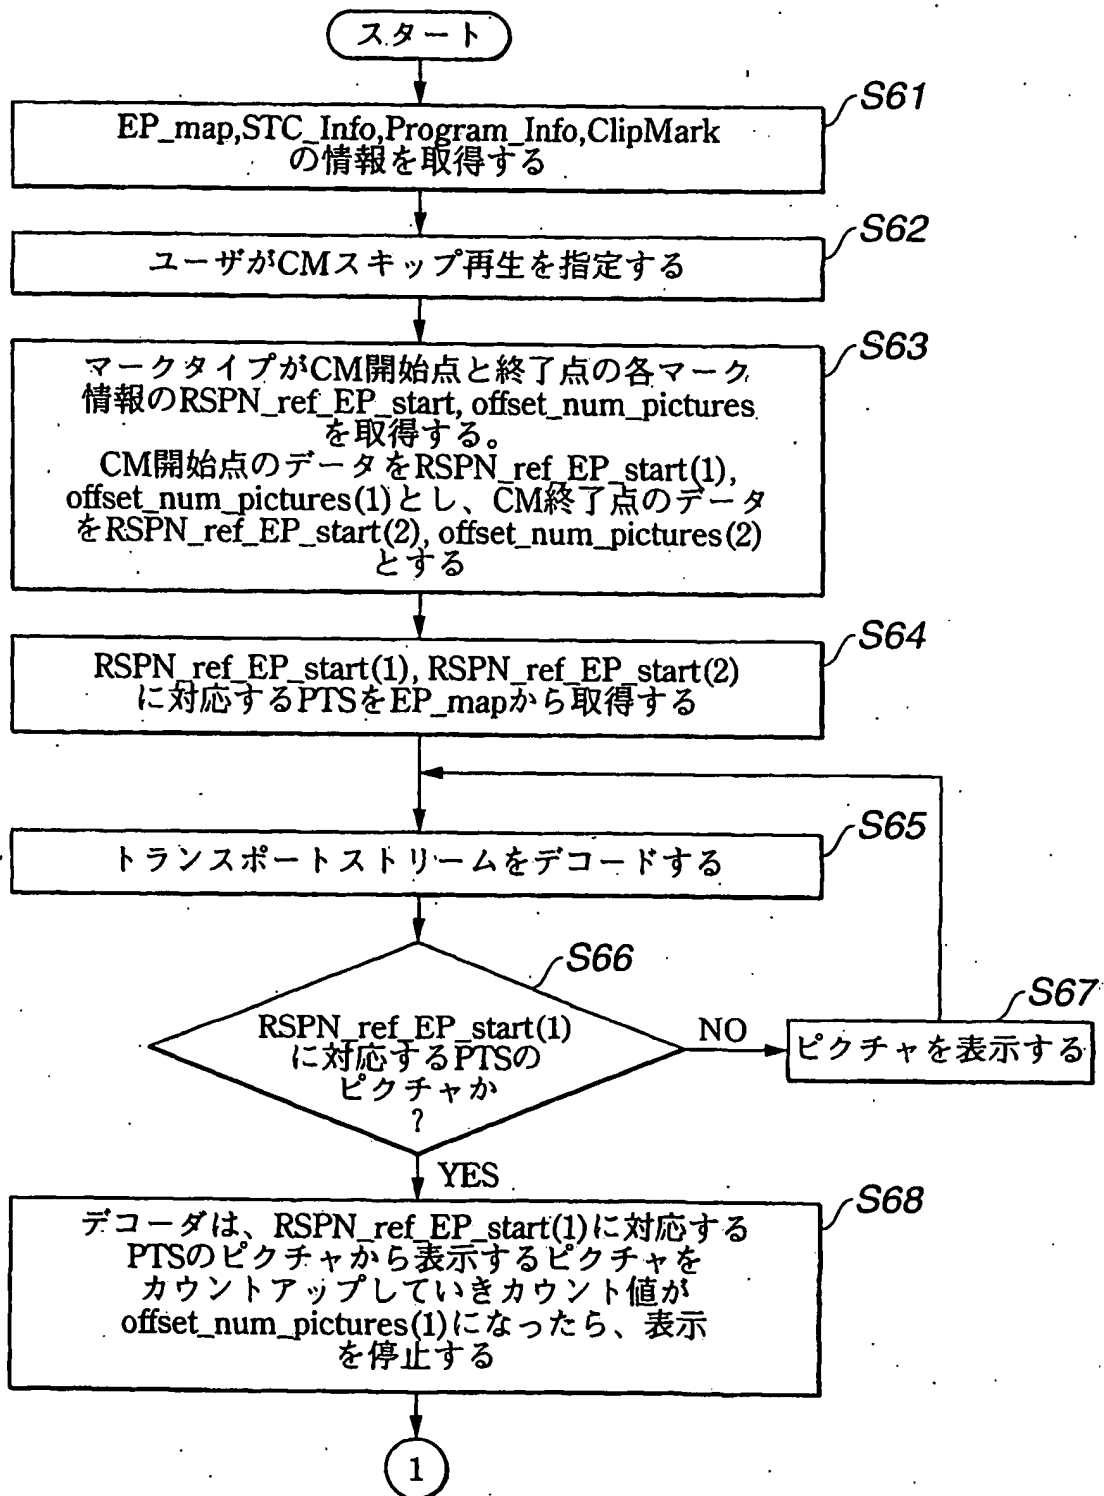 スタート
S61
EP_map,STC_Info,Program_Info,ClipMark
の情報を取得する
S62
ユーザがCMスキップ再生を指定する
S63
マークタイプがCM開始点と終了点の各マーク
情報のRSPN_ref_EP_start, offset_num_pictures
を取得する。
CM開始点のデータをRSPN_ref_EP_start(1),
offset_num_pictures(1)とし、CM終了点のデータ
をRSPN_ref_EP_start(2), offset_num_pictures(2)
とする
S64
RSPN_ref_EP_start(1), RSPN_ref_EP_start(2)
に対応するPTSをEP_mapから取得する
S65
トランスポートストリームをデコードする
S66
RSPN_ref_EP_start(1)
に対応するPTSの
ピクチャか
?
NO
S67
ピクチャを表示する
YES
S68
デコーダは、RSPN_ref_EP_start(1)に対応する
PTSのピクチャから表示するピクチャを
カウントアップしていきカウント値が
offset_num_pictures(1)になったら、表示
を停止する
1